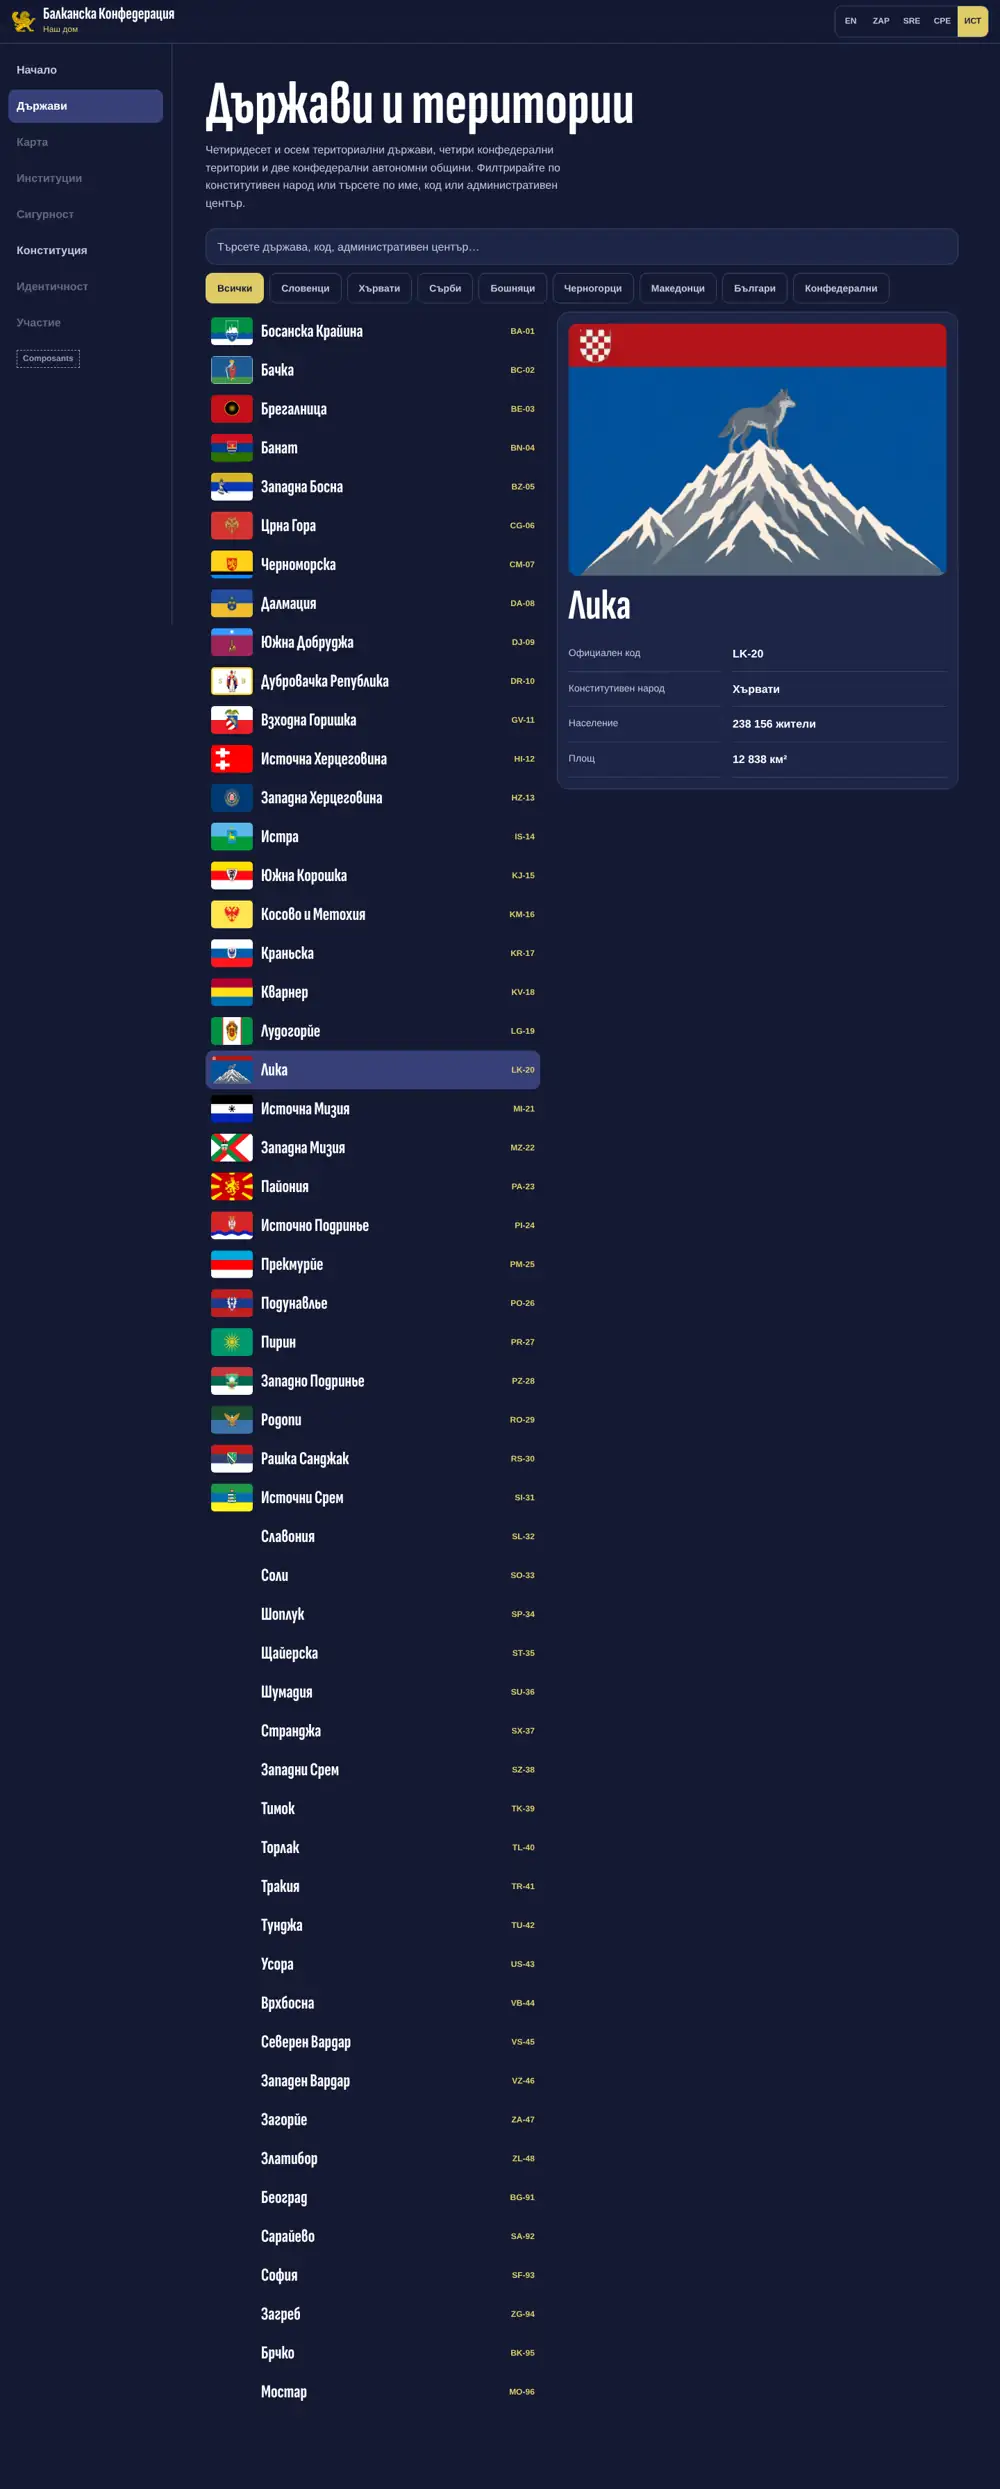 Балканска Конфедерация
Наш дом
EN ZAP SRE СРЕ ИСТ
Начало
Държави
Карта
Институции
Сигурност
Конституция
Идентичност
Участие
Composants
Държави и територии
Четиридесет и осем териториални държави, четири конфедерални
територии и две конфедерални автономни общини. Филтрирайте по
конститутивен народ или търсете по име, код или административен
център.
Търсете държава, код, административен център…
Всички Словенци Хървати Сърби Бошняци Черногорци Македонци Българи Конфедерални
Босанска Крайина BA-01
Бачка BC-02
Брегалница BE-03
Банат BN-04
Западна Босна BZ-05
Црна Гора CG-06
Черноморска CM-07
Далмация DA-08
Южна Добруджа DJ-09
Дубровачка Република DR-10
Взходна Горишка GV-11
Источна Херцеговина HI-12
Западна Херцеговина HZ-13
Истра IS-14
Южна Корошка KJ-15
Косово и Метохия KM-16
Краньска KR-17
Кварнер KV-18
Лудогорйе LG-19
Лика LK-20
Источна Мизия MI-21
Западна Мизия MZ-22
Пайония PA-23
Источно Подринье PI-24
Прекмурйе PM-25
Подунавлье PO-26
Пирин PR-27
Западно Подринье PZ-28
Родопи RO-29
Рашка Санджак RS-30
Источни Срем SI-31
Славония SL-32
Соли SO-33
Шоплук SP-34
Щайерска ST-35
Шумадия SU-36
Странджа SX-37
Западни Срем SZ-38
Тимок TK-39
Торлак TL-40
Тракия TR-41
Тунджа TU-42
Усора US-43
Врхбосна VB-44
Северен Вардар VS-45
Западен Вардар VZ-46
Загорйе ZA-47
Златибор ZL-48
Београд BG-91
Сарайево SA-92
София SF-93
Загреб ZG-94
Брчко BK-95
Мостар MO-96
Лика
Официален код LK-20
Конститутивен народ Хървати
Население 238 156 жители
Площ 12 838 км²